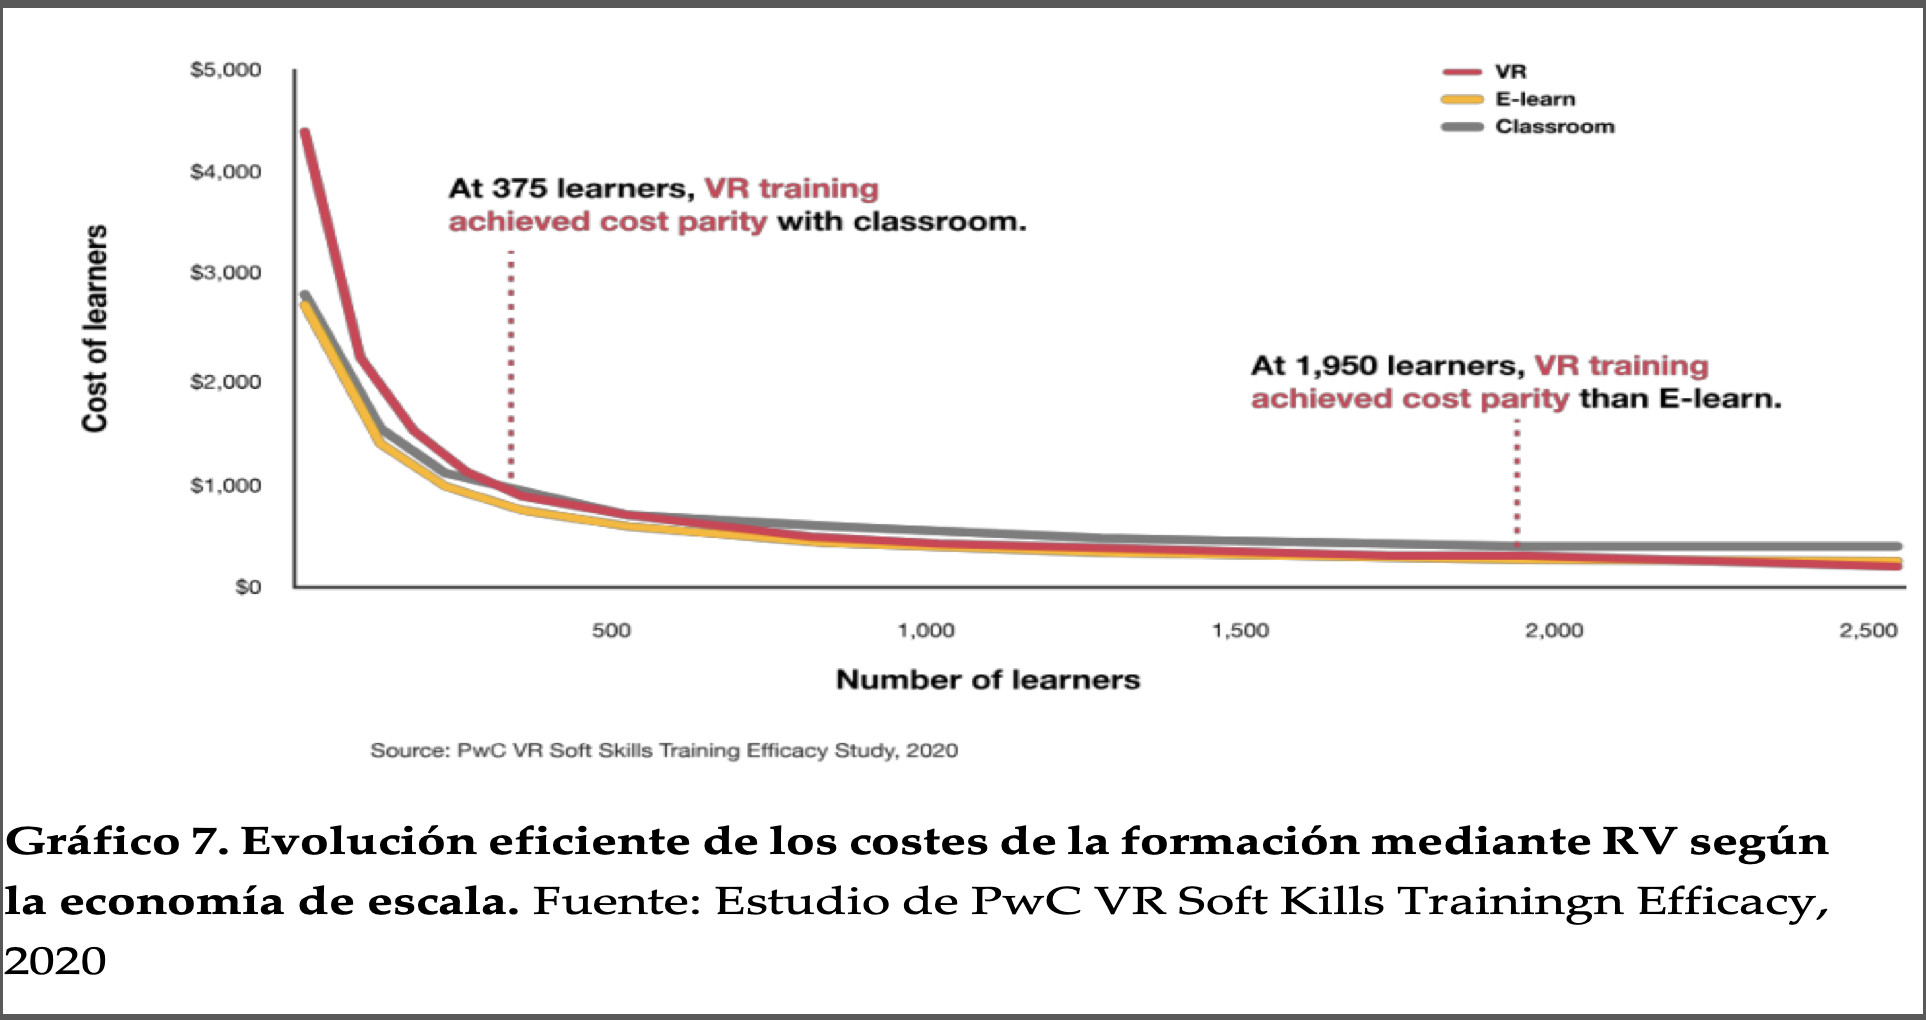 $5,000
$4,000
$3,000
$2,000
$1,000
$0
Cost of learners
VR
E-learn
Classroom
At 375 learners, VR training
achieved cost parity with classroom.
At 1,950 learners, VR training
achieved cost parity than E-learn.
500
1,000
1,500
2,000
2,500
Number of learners
Source: PwC VR Soft Skills Training Efficacy Study, 2020
Gráfico 7. Evolución eficiente de los costes de la formación mediante RV según
la economía de escala. Fuente: Estudio de PwC VR Soft Kills Trainingn Efficacy,
2020